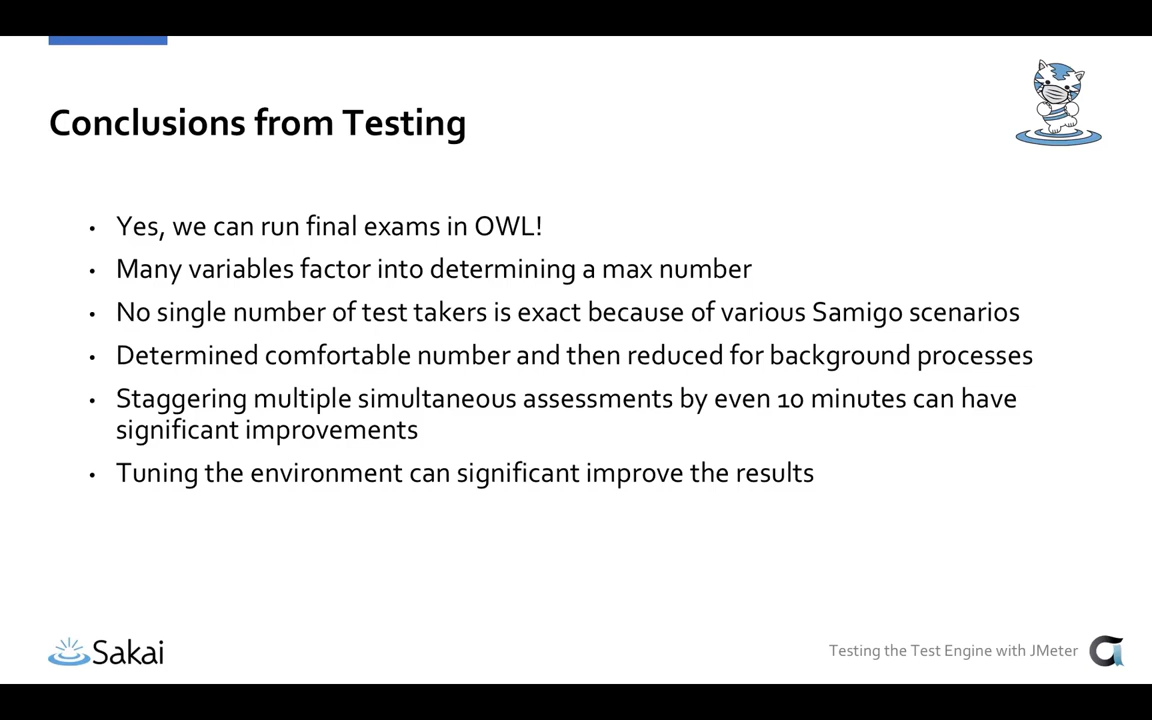 Conclusions from Testing
• Yes, we can run final exams in OWL!
• Many variables factor into determining a max number
• No single number of test takers is exact because of various Samigo scenarios
• Determined comfortable number and then reduced for background processes
• Staggering multiple simultaneous assessments by even 10 minutes can have
significant improvements
• Tuning the environment can significant improve the results
Sakai
Testing the Test Engine with JMeter